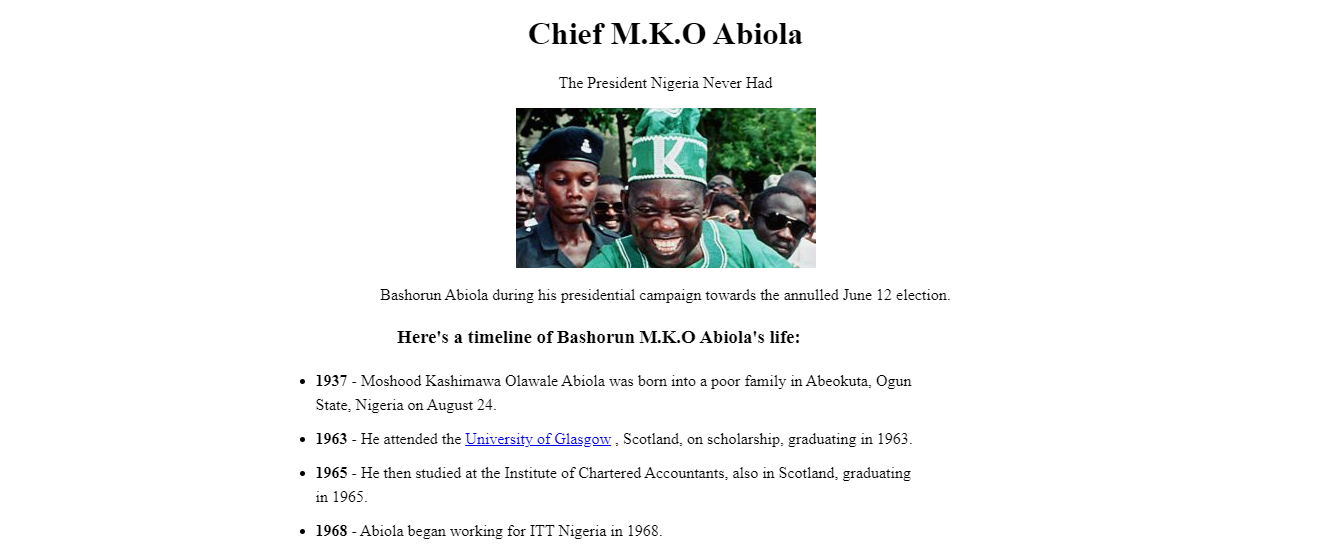 Chief M.K.O Abiola
The President Nigeria Never Had
K
Bashorun Abiola during his presidential campaign towards the annulled June 12 election.
Here's a timeline of Bashorun M.K.O Abiola's life:
• 1937 - Moshood Kashimawa Olawale Abiola was born into a poor family in Abeokuta, Ogun
State, Nigeria on August 24.
• 1963 - He attended the University of Glasgow , Scotland, on scholarship, graduating in 1963.
• 1965 - He then studied at the Institute of Chartered Accountants, also in Scotland, graduating
in 1965.
• 1968 - Abiola began working for ITT Nigeria in 1968.